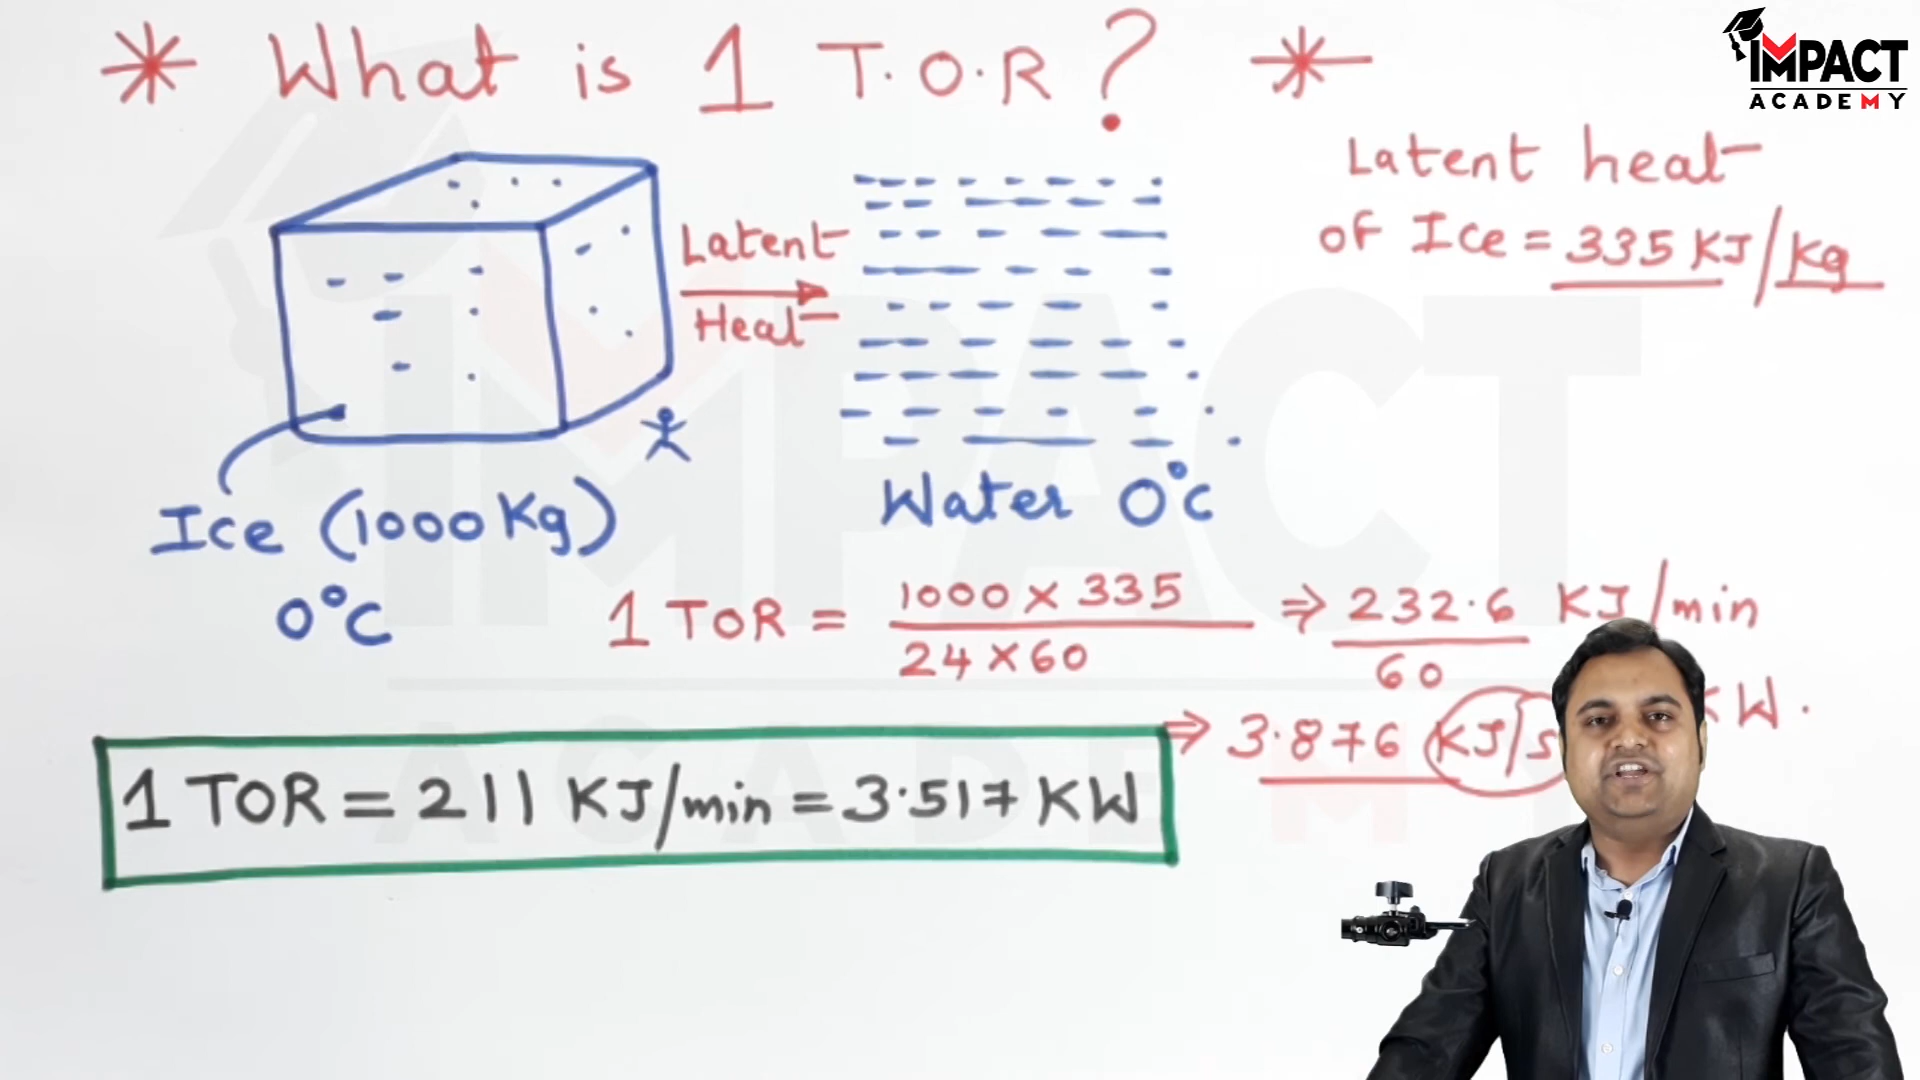 * What is 1 T.O.R? *
IMPACT
ACADEMY
Latent heat
of Ice = 335 KJ/Kg
Latent
Heat
Ice (1000 Kg)
0°C
Water 0°C
1 TOR = 1000 x 335 / 24 x 60 ⇒ 232.6 KJ/min / 60
⇒ 3.876 KJ/s KW.
1 TOR = 211 KJ/min = 3.517 KW
IMPACT
ACADEMY